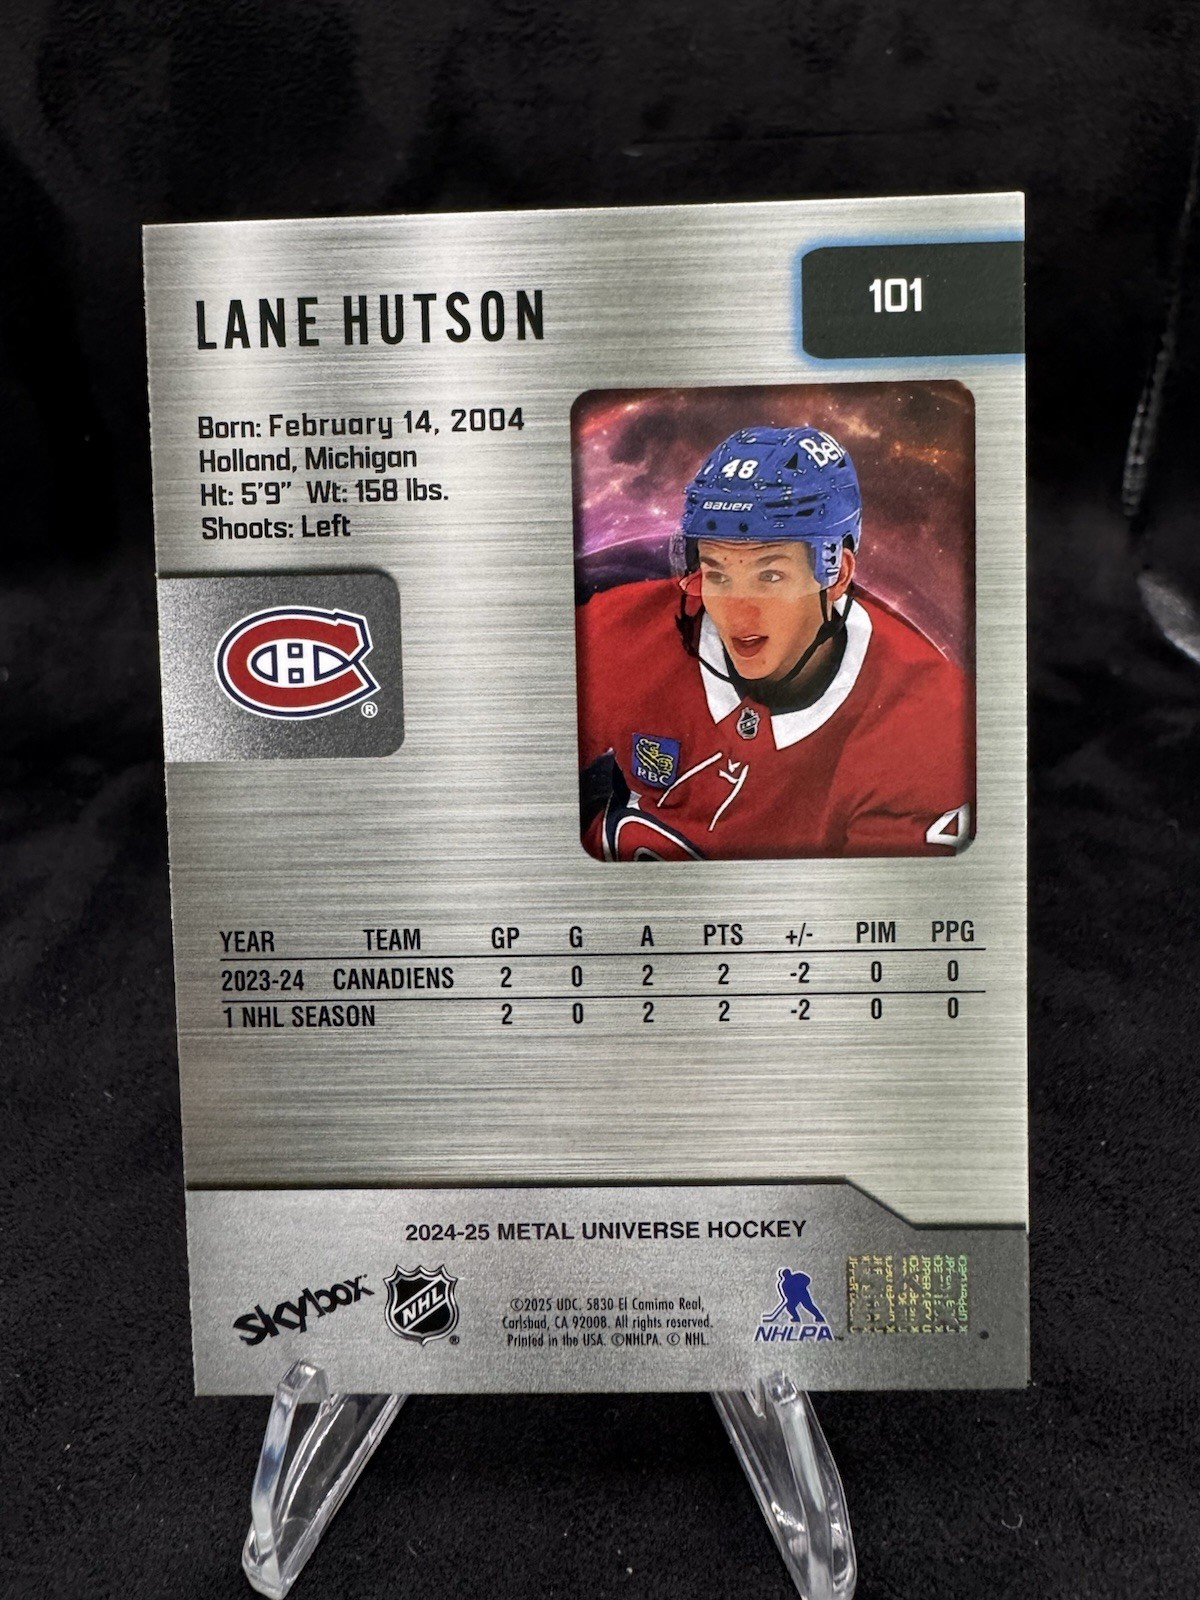 LANE HUTSON
101
Born: February 14, 2004
Holland, Michigan
Ht: 5'9" Wt: 158 lbs.
Shoots: Left
48
Bell
BAUER
RBC
4
®
YEAR TEAM GP G A PTS +/- PIM PPG
2023-24 CANADIENS 2 0 2 2 -2 0 0
1 NHL SEASON 2 0 2 2 -2 0 0
2024-25 METAL UNIVERSE HOCKEY
skybox
NHL
®
©2025 UDC. 5830 El Camimo Real,
Carlsbad, CA 92008. All rights reserved.
Printed in the USA. ©NHLPA. © NHL.
NHLPA